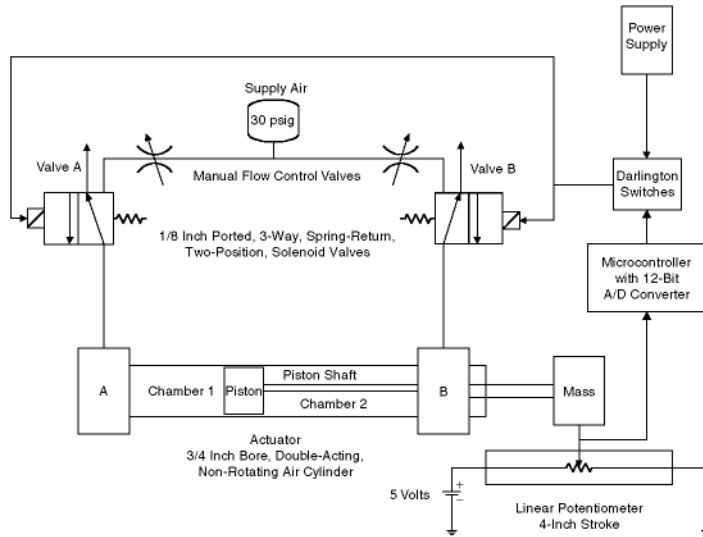 Power
Supply
Supply Air
30 psig
Valve A
Valve B
Manual Flow Control Valves
Darlington
Switches
1/8 Inch Ported, 3-Way, Spring-Return,
Two-Position, Solenoid Valves
Microcontroller
with 12-Bit
A/D Converter
A
Chamber 1
Piston
Piston Shaft
Chamber 2
B
Mass
Actuator
3/4 Inch Bore, Double-Acting,
Non-Rotating Air Cylinder
5 Volts
+
−
Linear Potentiometer
4-Inch Stroke